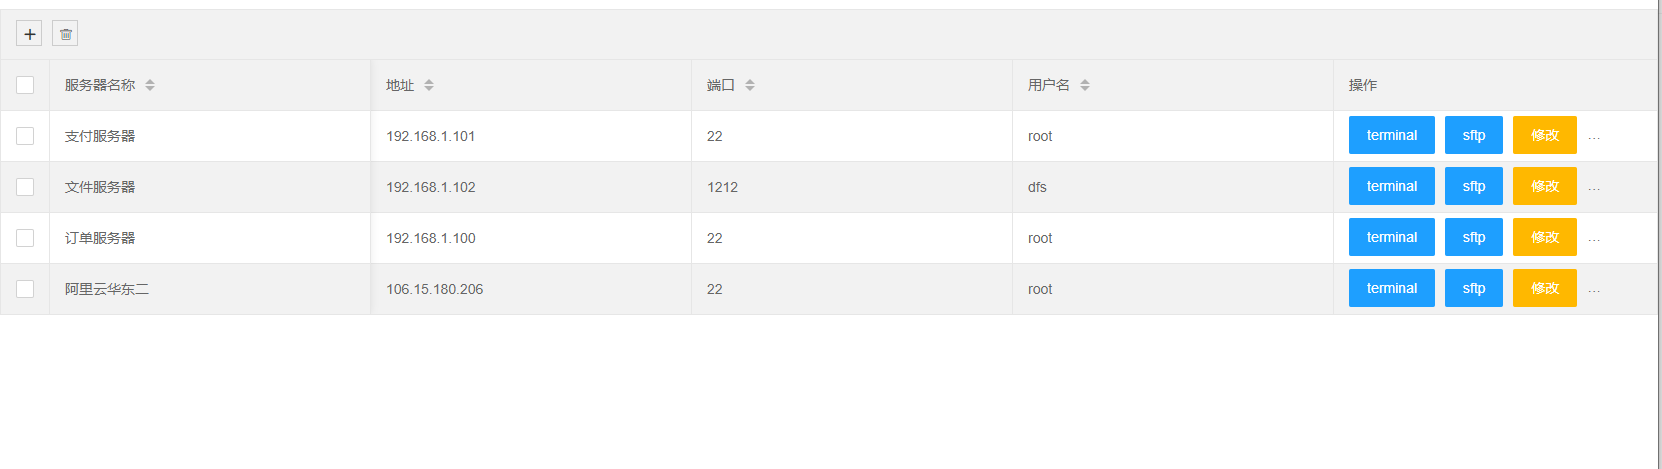 服务器名称 地址 端口 用户名 操作
支付服务器 192.168.1.101 22 root terminal sftp 修改 ...
文件服务器 192.168.1.102 1212 dfs terminal sftp 修改 ...
订单服务器 192.168.1.100 22 root terminal sftp 修改 ...
阿里云华东二 106.15.180.206 22 root terminal sftp 修改 ...